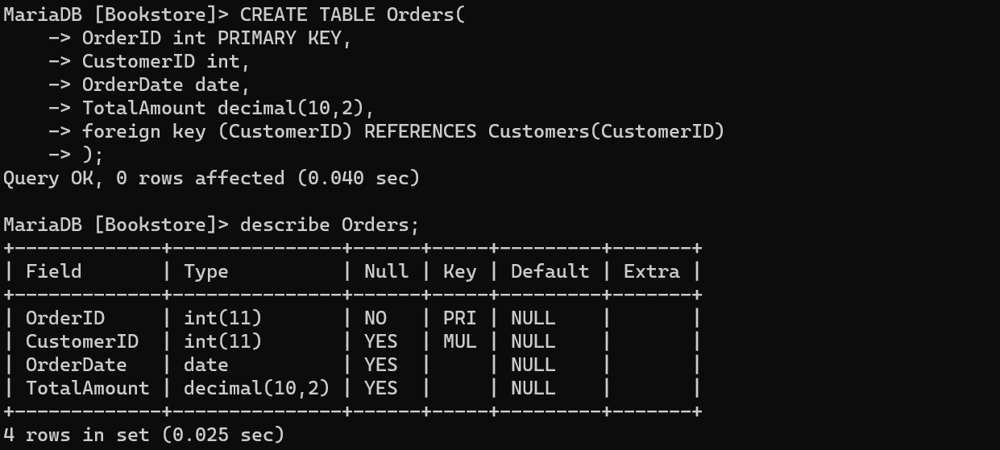 MariaDB [Bookstore]> CREATE TABLE Orders(
    -> OrderID int PRIMARY KEY,
    -> CustomerID int,
    -> OrderDate date,
    -> TotalAmount decimal(10,2),
    -> foreign key (CustomerID) REFERENCES Customers(CustomerID)
    -> );
Query OK, 0 rows affected (0.040 sec)

MariaDB [Bookstore]> describe Orders;
+-------------+---------------+------+-----+---------+-------+
| Field       | Type          | Null | Key | Default | Extra |
+-------------+---------------+------+-----+---------+-------+
| OrderID     | int(11)       | NO   | PRI | NULL    |       |
| CustomerID  | int(11)       | YES  | MUL | NULL    |       |
| OrderDate   | date          | YES  |     | NULL    |       |
| TotalAmount | decimal(10,2) | YES  |     | NULL    |       |
+-------------+---------------+------+-----+---------+-------+
4 rows in set (0.025 sec)